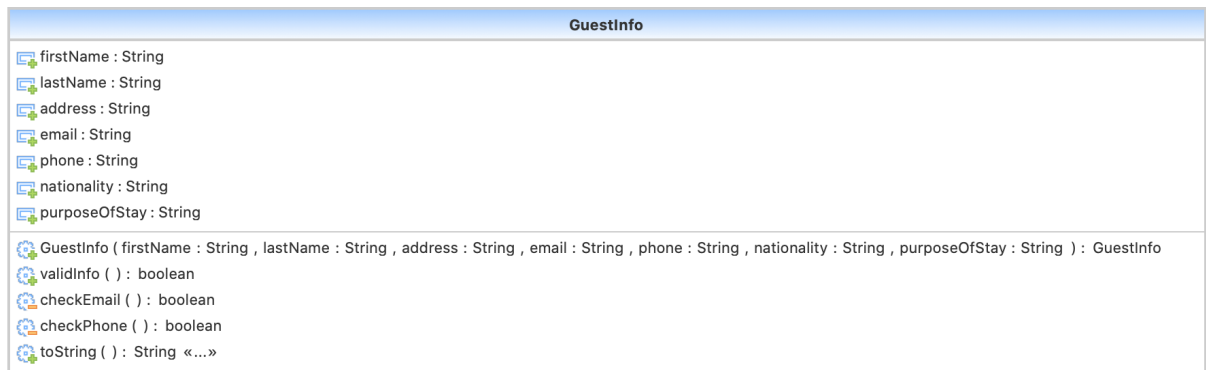 GuestInfo
firstName : String
lastName : String
address : String
email : String
phone : String
nationality : String
purposeOfStay : String
GuestInfo ( firstName : String , lastName : String , address : String , email : String , phone : String , nationality : String , purposeOfStay : String ) : GuestInfo
validInfo ( ) : boolean
checkEmail ( ) : boolean
checkPhone ( ) : boolean
toString ( ) : String «...»